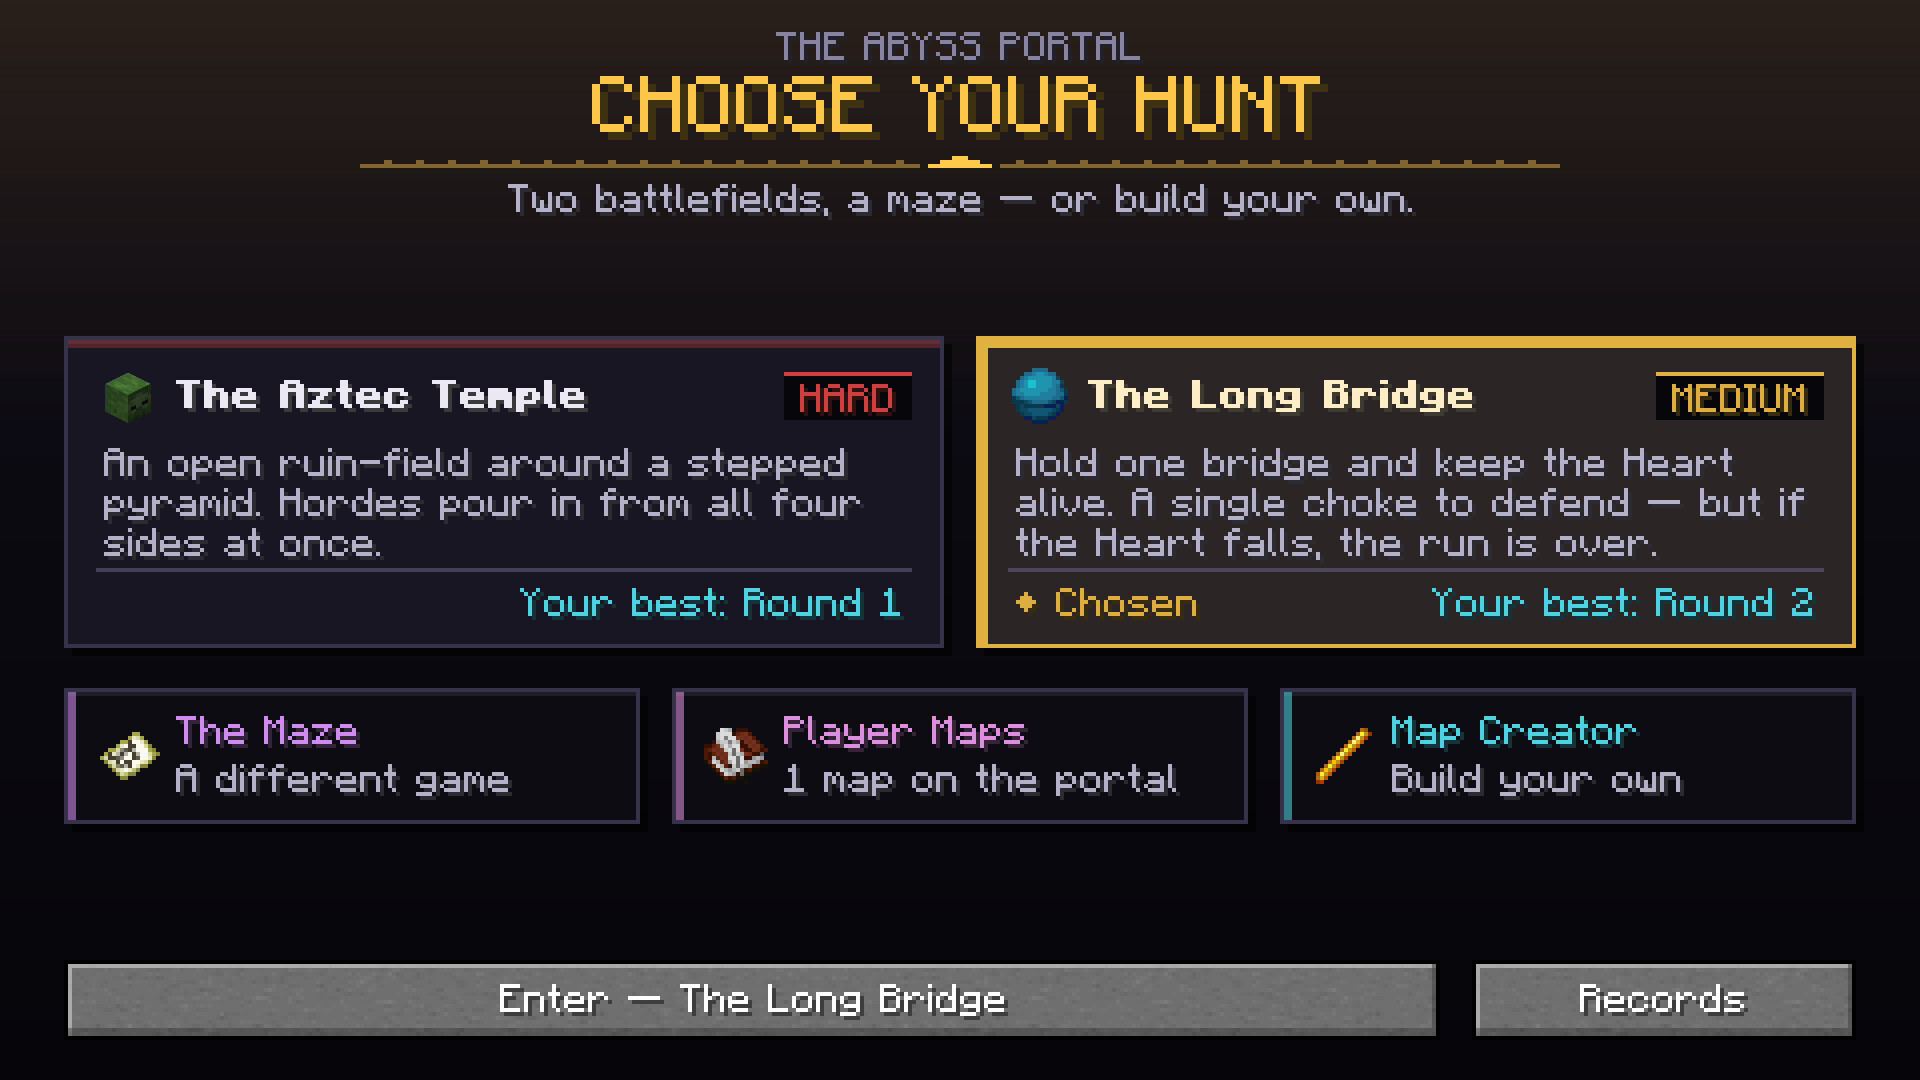 THE ABYSS PORTAL
CHOOSE YOUR HUNT
Two battlefields, a maze — or build your own.
The Aztec Temple
HARD
An open ruin-field around a stepped
pyramid. Hordes pour in from all four
sides at once.
Your best: Round 1
The Long Bridge
MEDIUM
Hold one bridge and keep the Heart
alive. A single choke to defend — but if
the Heart falls, the run is over.
Chosen
Your best: Round 2
The Maze
A different game
Player Maps
1 map on the portal
Map Creator
Build your own
Enter — The Long Bridge
Records